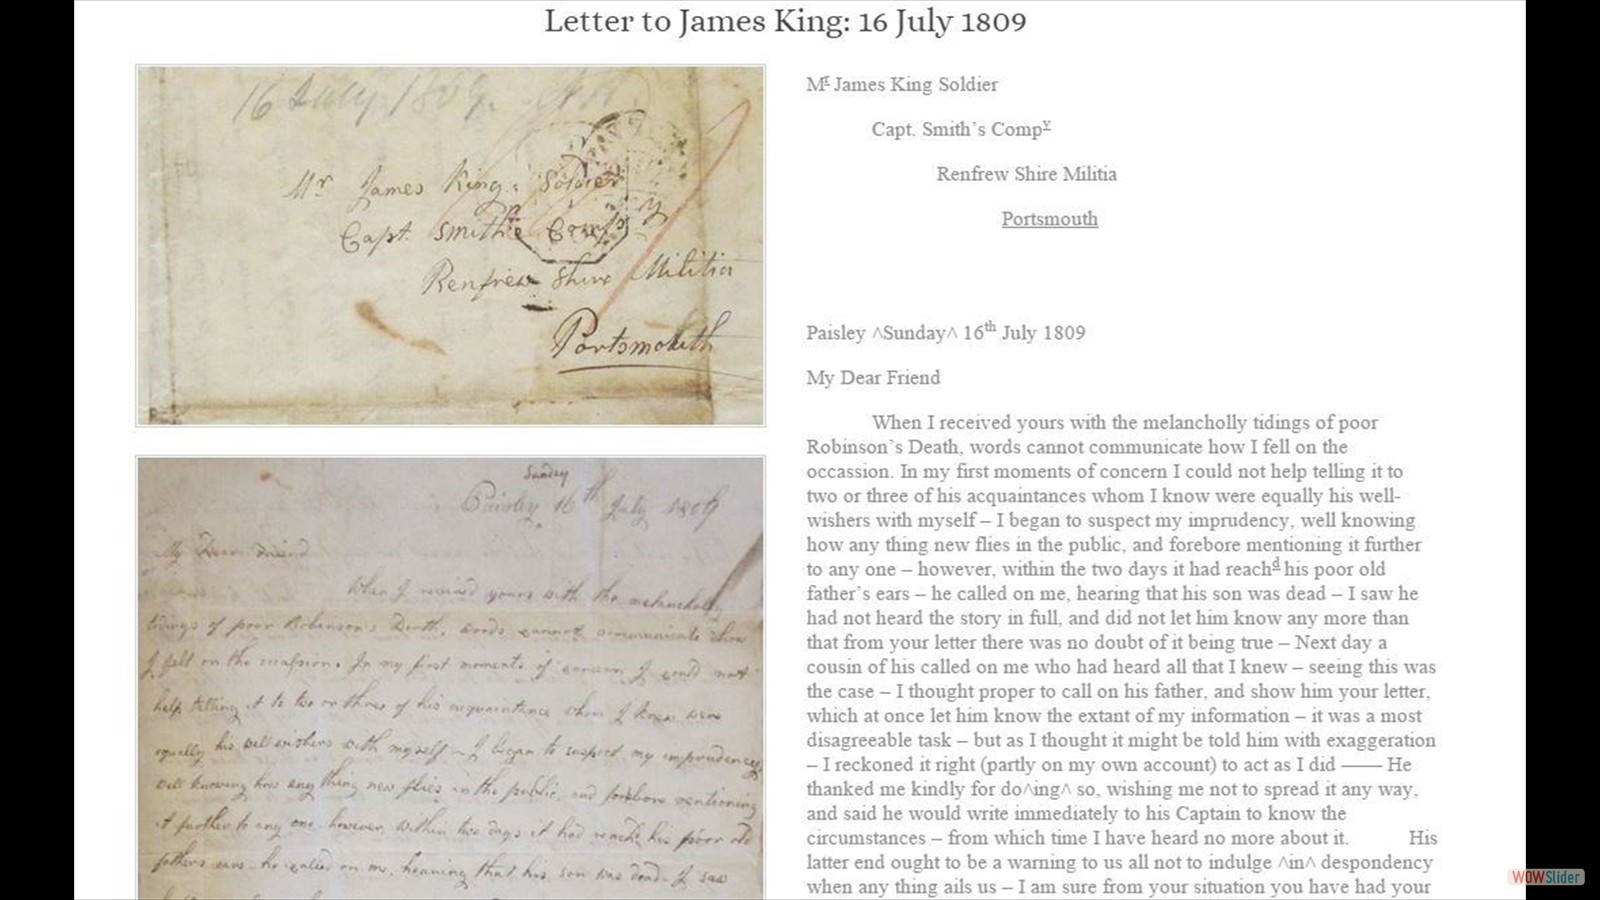 Letter to James King: 16 July 1809
16 July 1809.
Mr James King: Soldier
Capt. Smith's Compy
Renfrew Shire Militia
Portsmouth
Sunday
Paisley 16th July 1809
My Dear Friend
When I received yours with the melancholly
tidings of poor Robinson's Death, words cannot communicate how
I felt on the occassion. In my first moments of concern I could not
help telling it to two or three of his acquaintance whom I know were
equally his well wishers with myself – I began to suspect my imprudency
well knowing how any thing new flies in the public, and forebore mentioning
it further to any one – however, within two days it had reachd his poor old
fathers ears – he called on me, hearing that his son was dead – I saw
Mr James King Soldier
Capt. Smith's Compy
Renfrew Shire Militia
Portsmouth
Paisley ^Sunday^ 16th July 1809
My Dear Friend
When I received yours with the melancholly tidings of poor
Robinson's Death, words cannot communicate how I fell on the
occassion. In my first moments of concern I could not help telling it to
two or three of his acquaintances whom I know were equally his well-
wishers with myself – I began to suspect my imprudency, well knowing
how any thing new flies in the public, and forebore mentioning it further
to any one – however, within the two days it had reachd his poor old
father's ears – he called on me, hearing that his son was dead – I saw he
had not heard the story in full, and did not let him know any more than
that from your letter there was no doubt of it being true – Next day a
cousin of his called on me who had heard all that I knew – seeing this was
the case – I thought proper to call on his father, and show him your letter,
which at once let him know the extant of my information – it was a most
disagreeable task – but as I thought it might be told him with exaggeration
– I reckoned it right (partly on my own account) to act as I did —— He
thanked me kindly for do^ing^ so, wishing me not to spread it any way,
and said he would write immediately to his Captain to know the
circumstances – from which time I have heard no more about it. His
latter end ought to be a warning to us all not to indulge ^in^ despondency
when any thing ails us – I am sure from your situation you have had your
WOWSlider